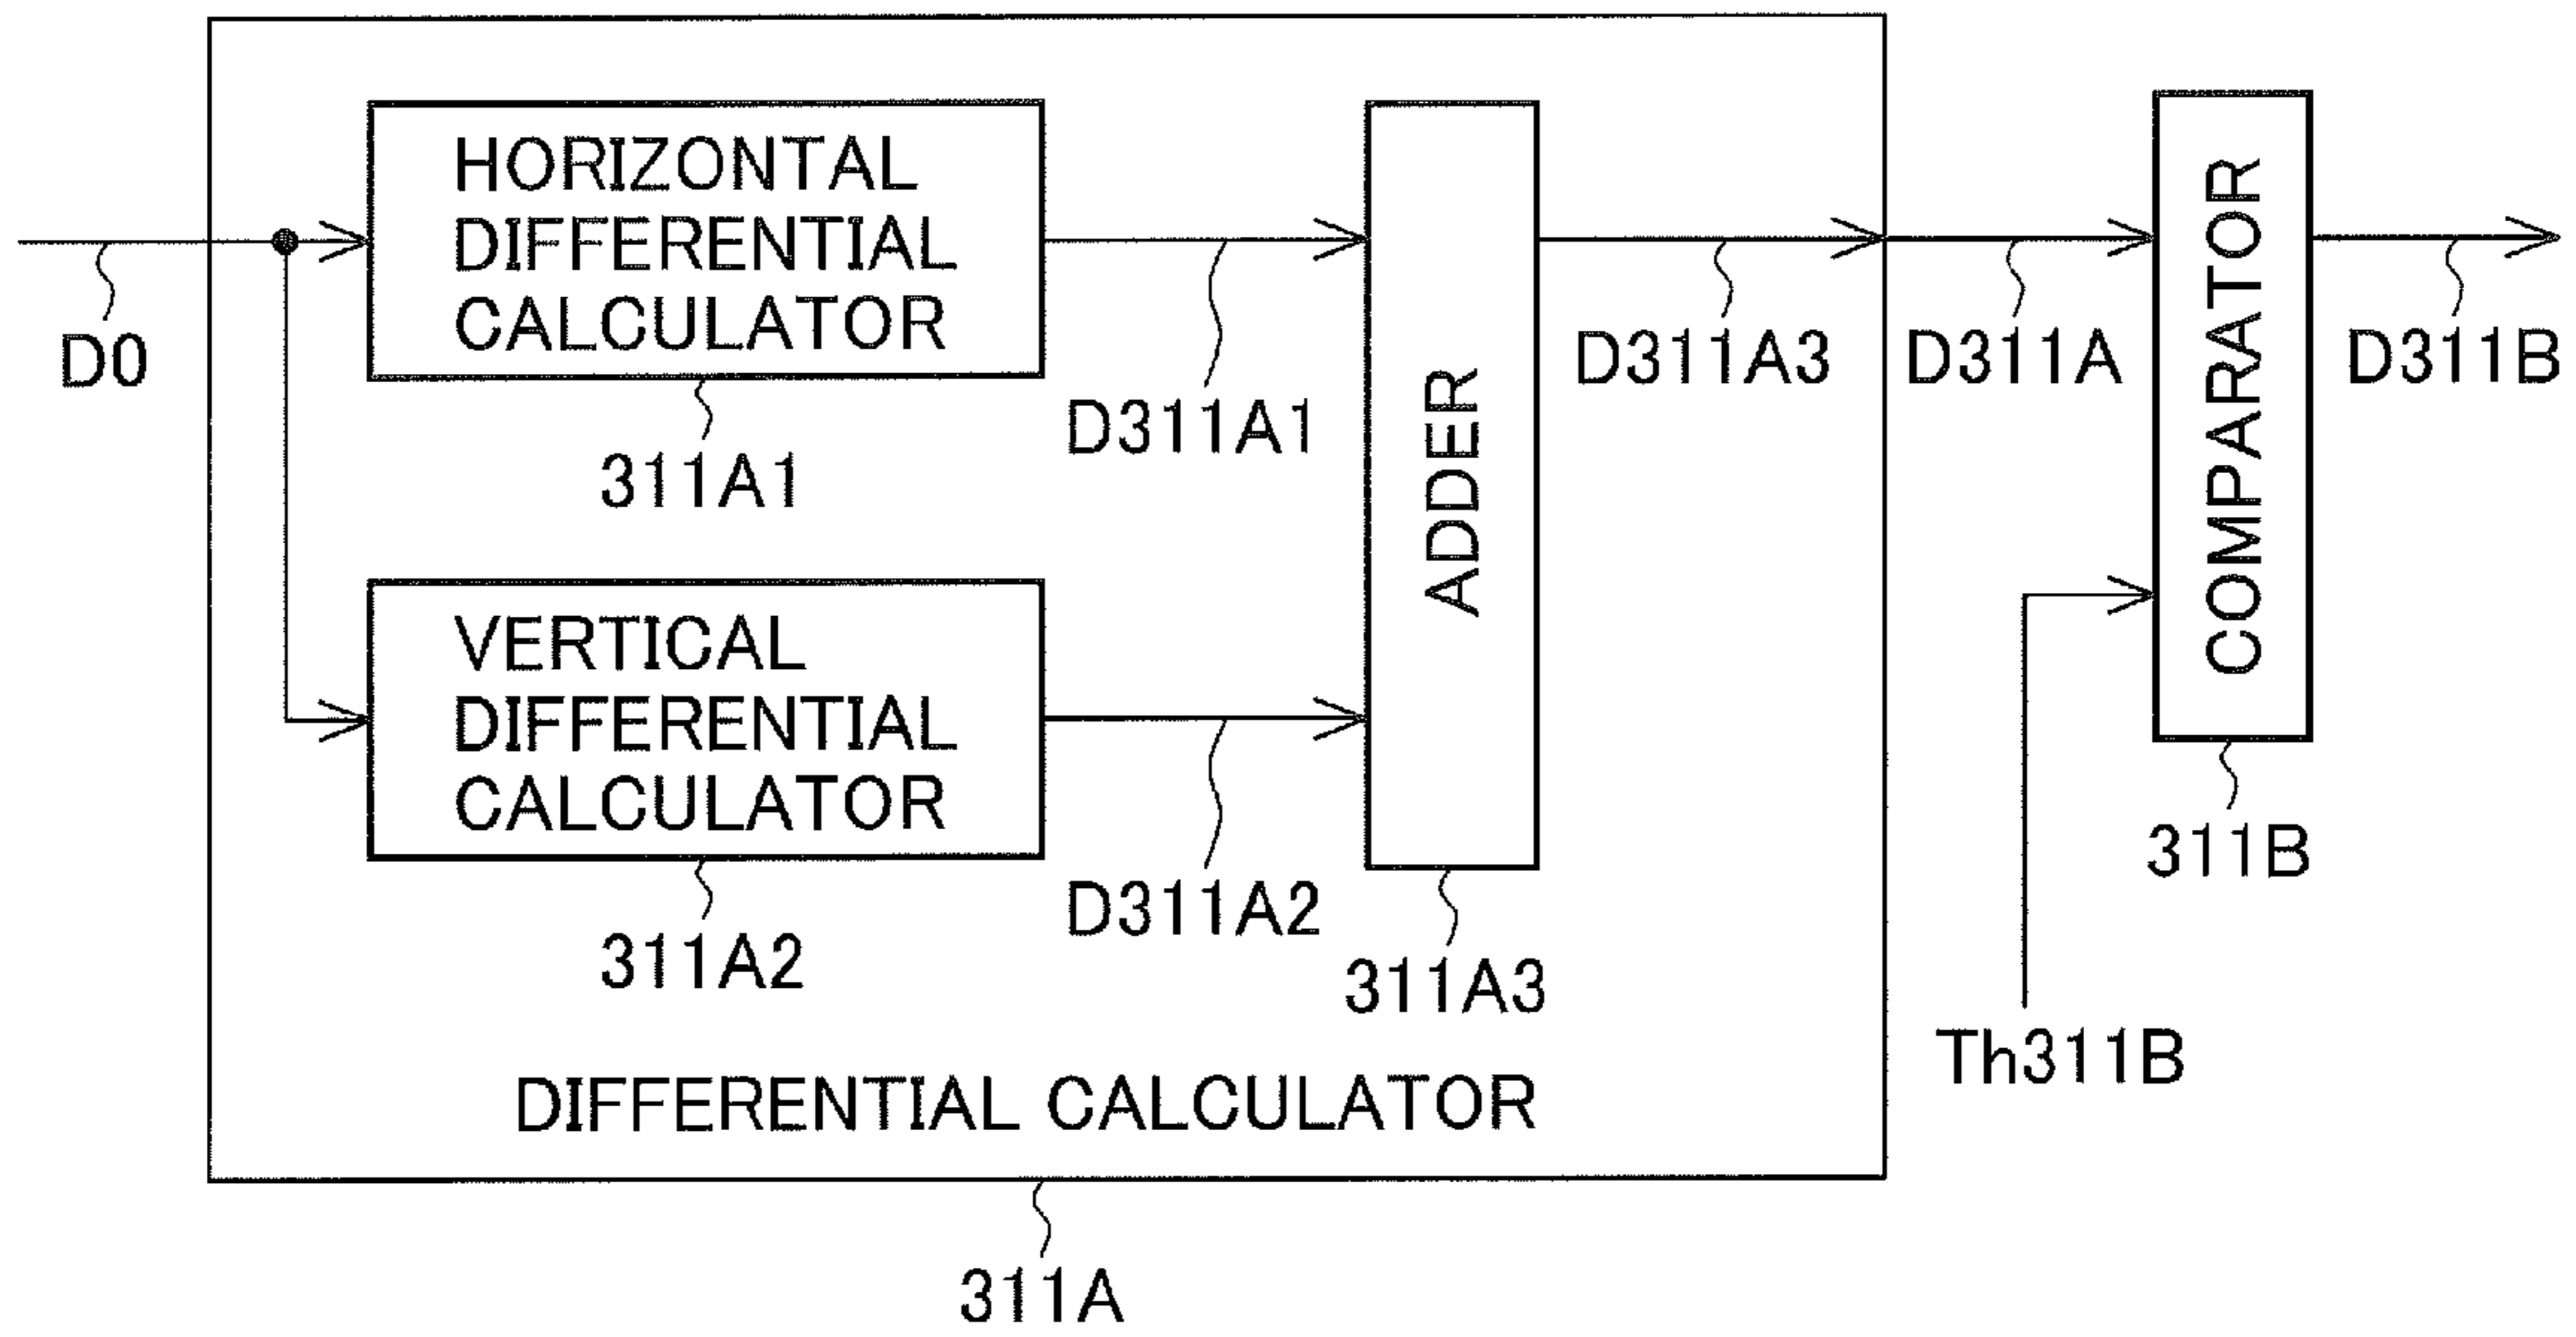 HORIZONTAL
DIFFERENTIAL
CALCULATOR
311A1
D0
D311A1
VERTICAL
DIFFERENTIAL
CALCULATOR
311A2
D311A2
ADDER
311A3
D311A3
D311A
COMPARATOR
311B
D311B
Th311B
DIFFERENTIAL CALCULATOR
311A